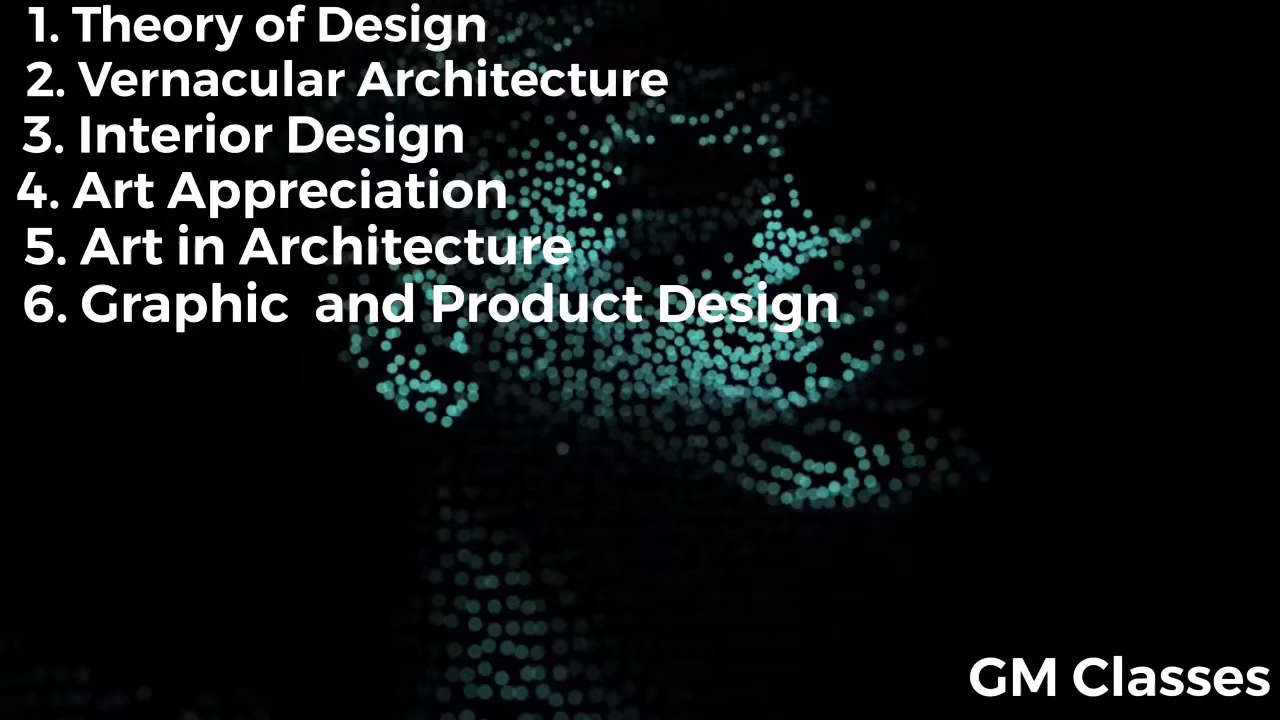 1. Theory of Design
2. Vernacular Architecture
3. Interior Design
4. Art Appreciation
5. Art in Architecture
6. Graphic  and Product Design
GM Classes